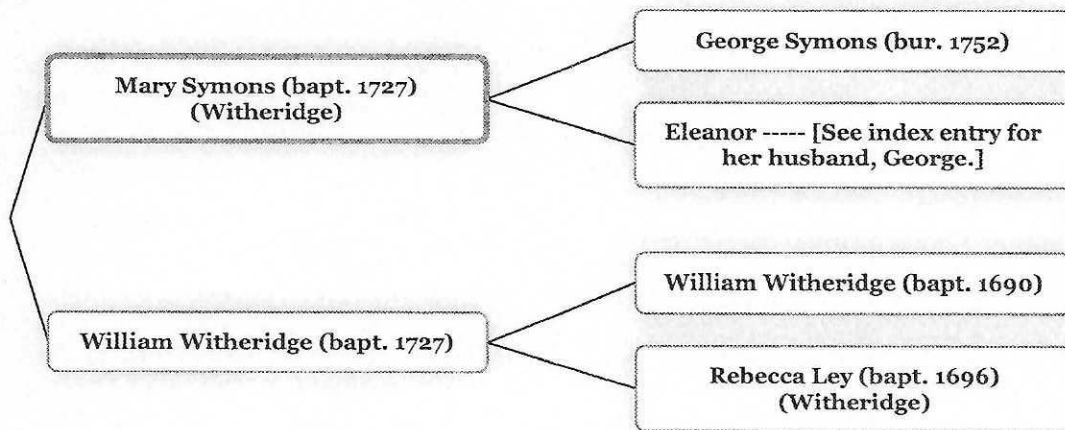 George Symons (bur. 1752)
Mary Symons (bapt. 1727)
(Witheridge)
Eleanor ----- [See index entry for
her husband, George.]
William Witheridge (bapt. 1690)
William Witheridge (bapt. 1727)
Rebecca Ley (bapt. 1696)
(Witheridge)